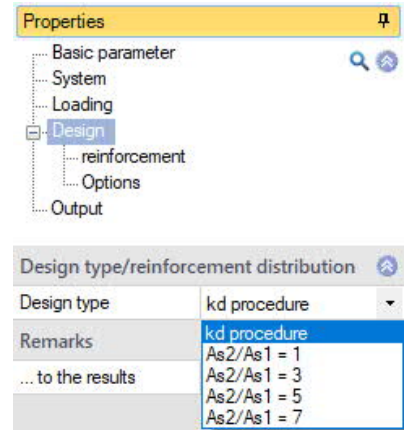 Properties
Basic parameter
System
Loading
Design
reinforcement
Options
Output
Design type/reinforcement distribution
Design type kd procedure
Remarks kd procedure
As2/As1 = 1
... to the results As2/As1 = 3
As2/As1 = 5
As2/As1 = 7